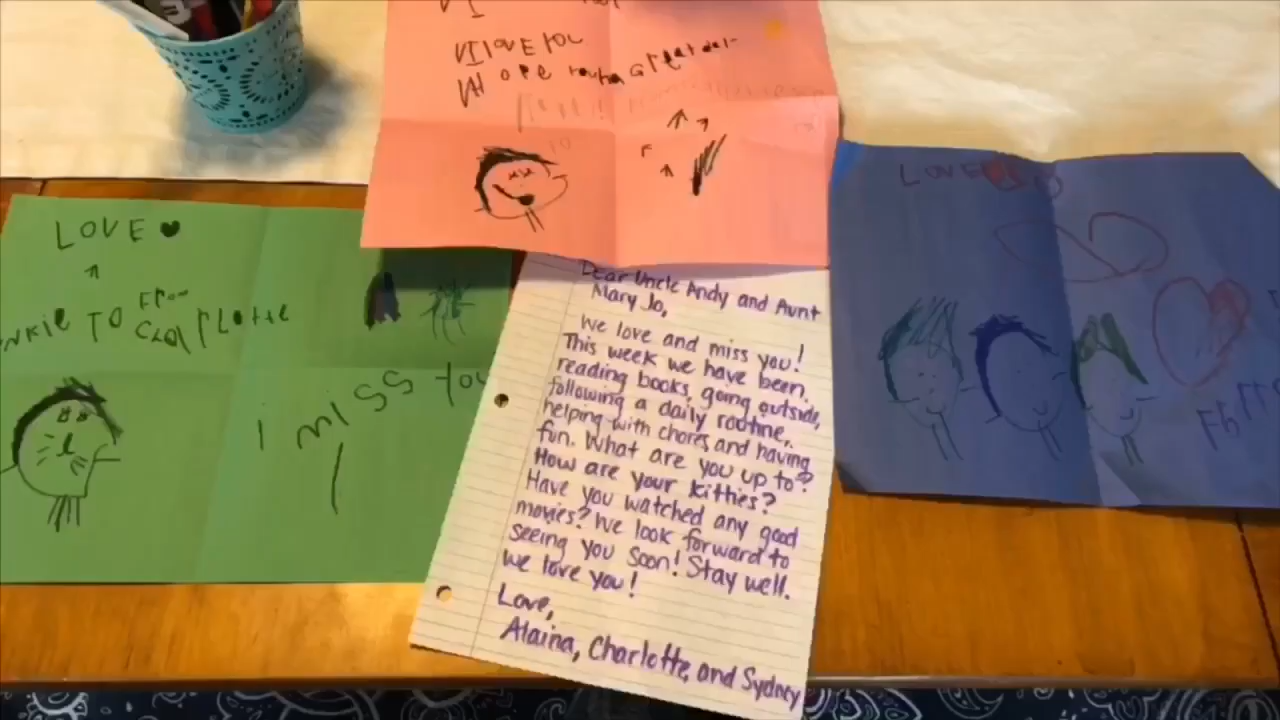 I LOVE YOU
LOVE
LOVE
TO From
I MISS YOU
Dear Uncle Andy and Aunt
Mary Jo,
We love and miss you!
This week we have been
reading books, going outside,
following a daily routine,
helping with chores, and having
fun. What are you up to?
How are your kitties?
Have you watched any good
movies? We look forward to
seeing you soon! Stay well.
We love you!
Love,
Alaina, Charlotte, and Sydney